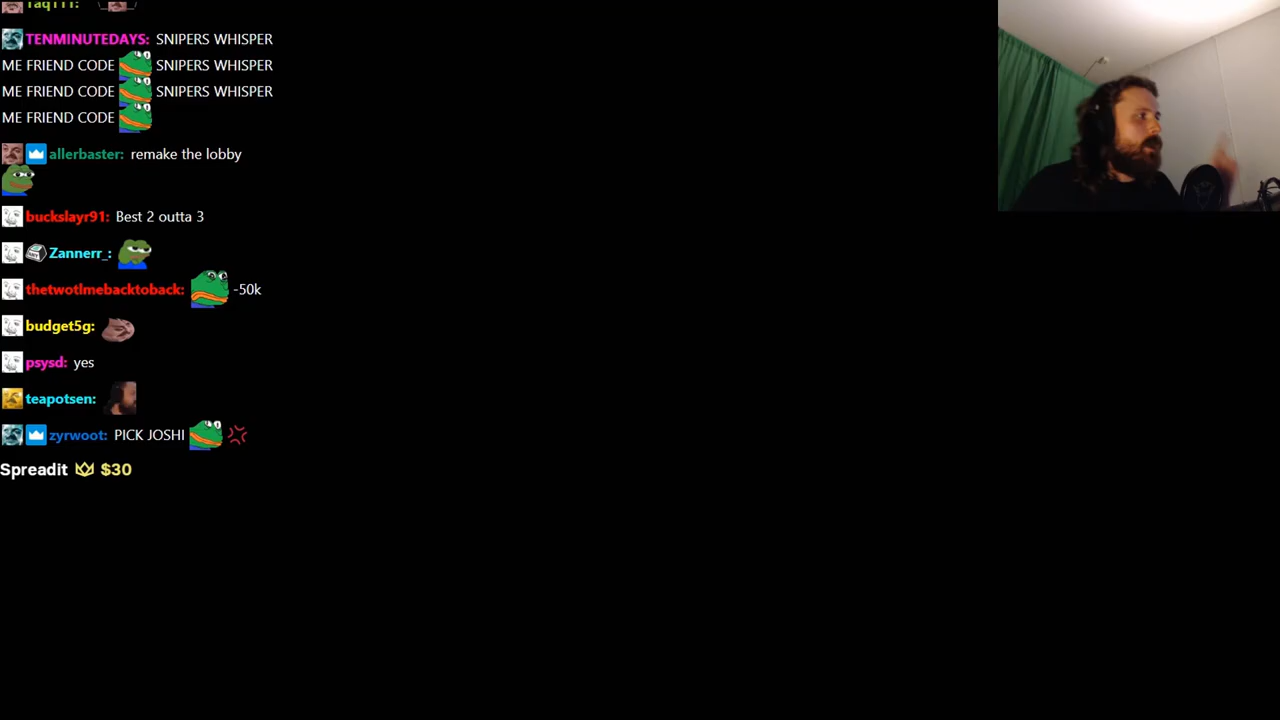 TENMINUTEDAYS: SNIPERS WHISPER
ME FRIEND CODE SNIPERS WHISPER
ME FRIEND CODE SNIPERS WHISPER
ME FRIEND CODE
allerbaster: remake the lobby
buckslayr91: Best 2 outta 3
Zannerr_:
thetwotlmebacktoback: -50k
budget5g:
psysd: yes
teapotsen:
zyrwoot: PICK JOSHI
Spreadit $30